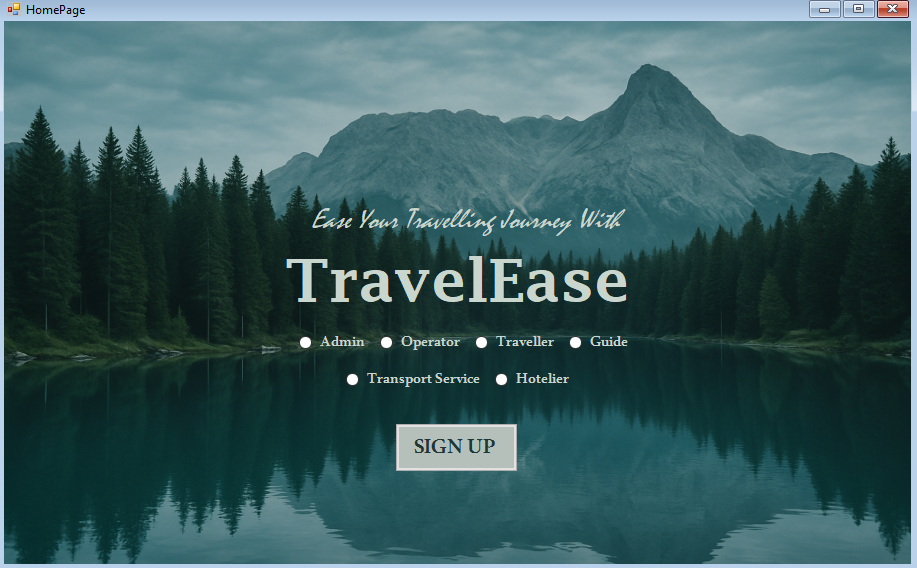 HomePage
Ease Your Travelling Journey With
TravelEase
Admin Operator Traveller Guide
Transport Service Hotelier
SIGN UP